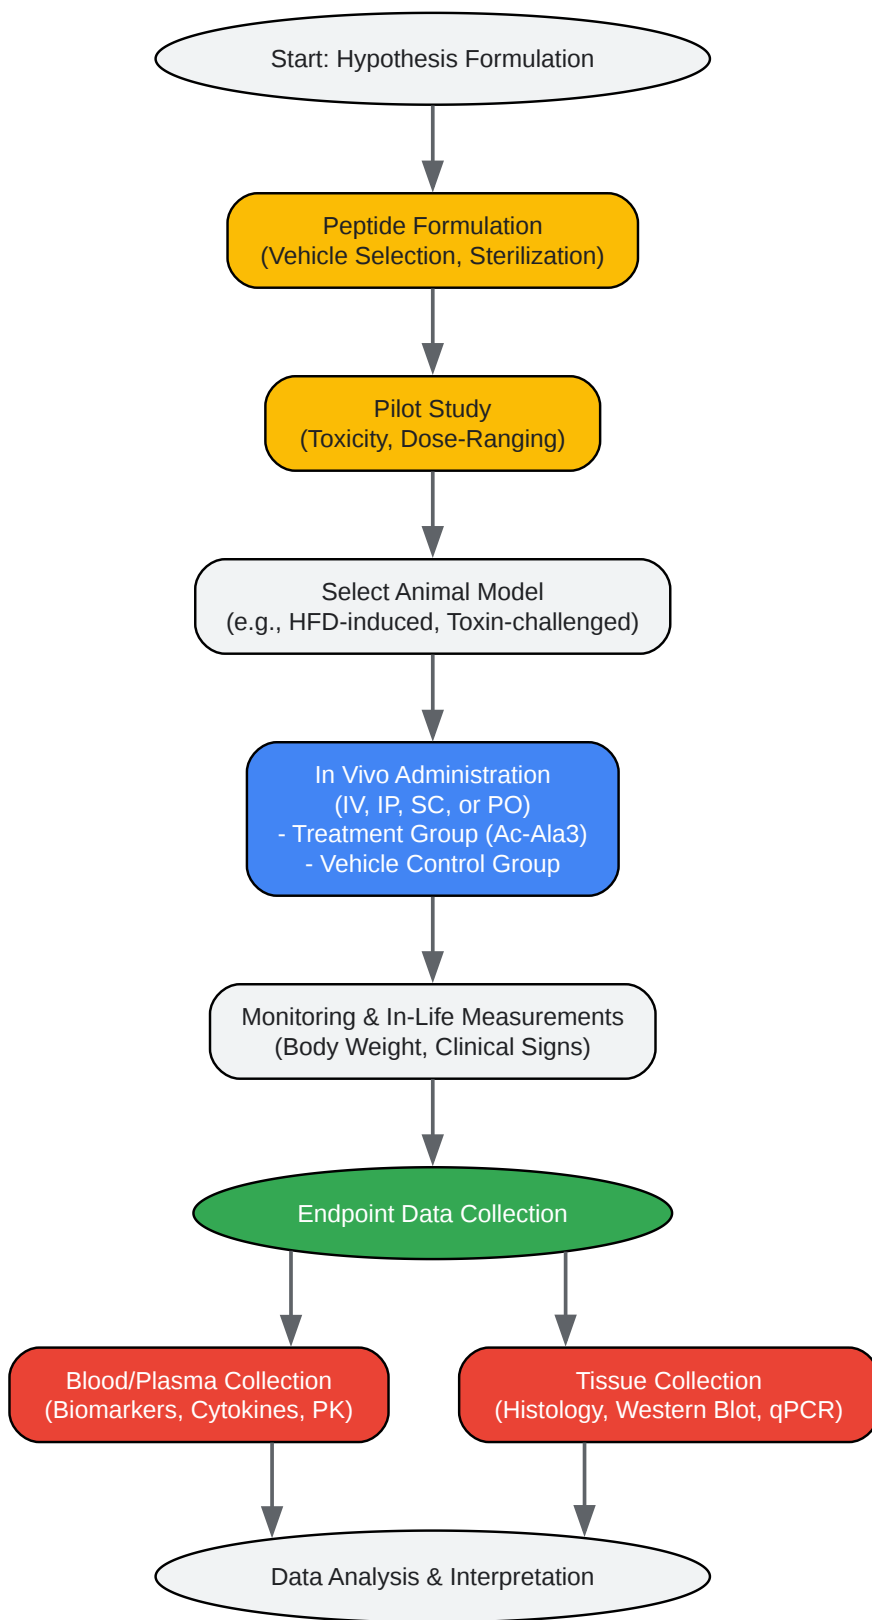 Start: Hypothesis Formulation
Peptide Formulation
(Vehicle Selection, Sterilization)
Pilot Study
(Toxicity, Dose-Ranging)
Select Animal Model
(e.g., HFD-induced, Toxin-challenged)
In Vivo Administration
(IV, IP, SC, or PO)
- Treatment Group (Ac-Ala3)
- Vehicle Control Group
Monitoring & In-Life Measurements
(Body Weight, Clinical Signs)
Endpoint Data Collection
Blood/Plasma Collection
(Biomarkers, Cytokines, PK)
Tissue Collection
(Histology, Western Blot, qPCR)
Data Analysis & Interpretation